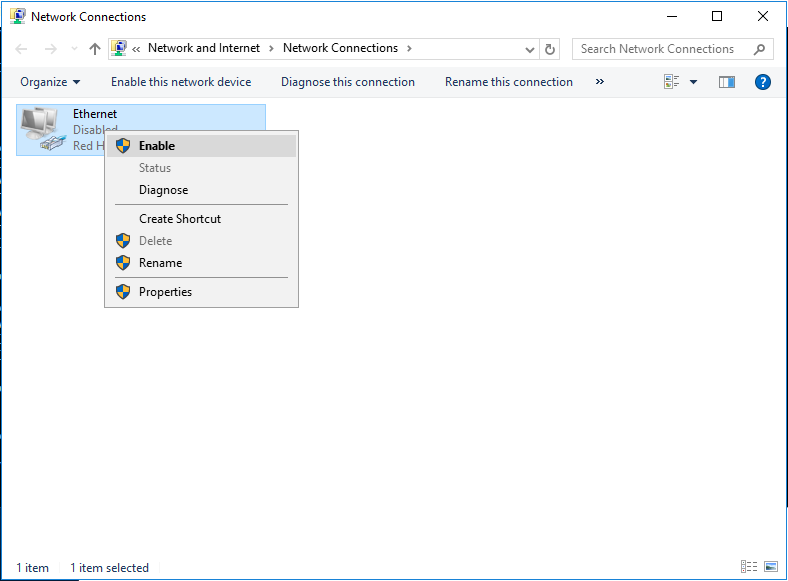 Network Connections
« Network and Internet > Network Connections >
Search Network Connections
Organize
Enable this network device
Diagnose this connection
Rename this connection
»
?
Ethernet
Disabled
Red H
Enable
Status
Diagnose
Create Shortcut
Delete
Rename
Properties
1 item
1 item selected